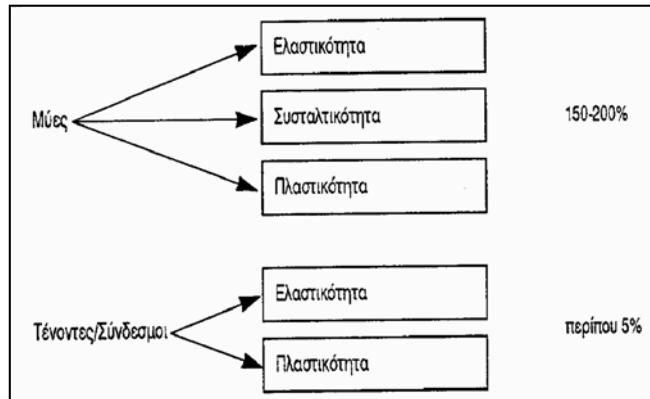 Ελαστικότητα
Μύες
Συσταλτικότητα
150-200%
Πλαστικότητα
Ελαστικότητα
Τένοντες/Σύνδεσμοι
περίπου 5%
Πλαστικότητα